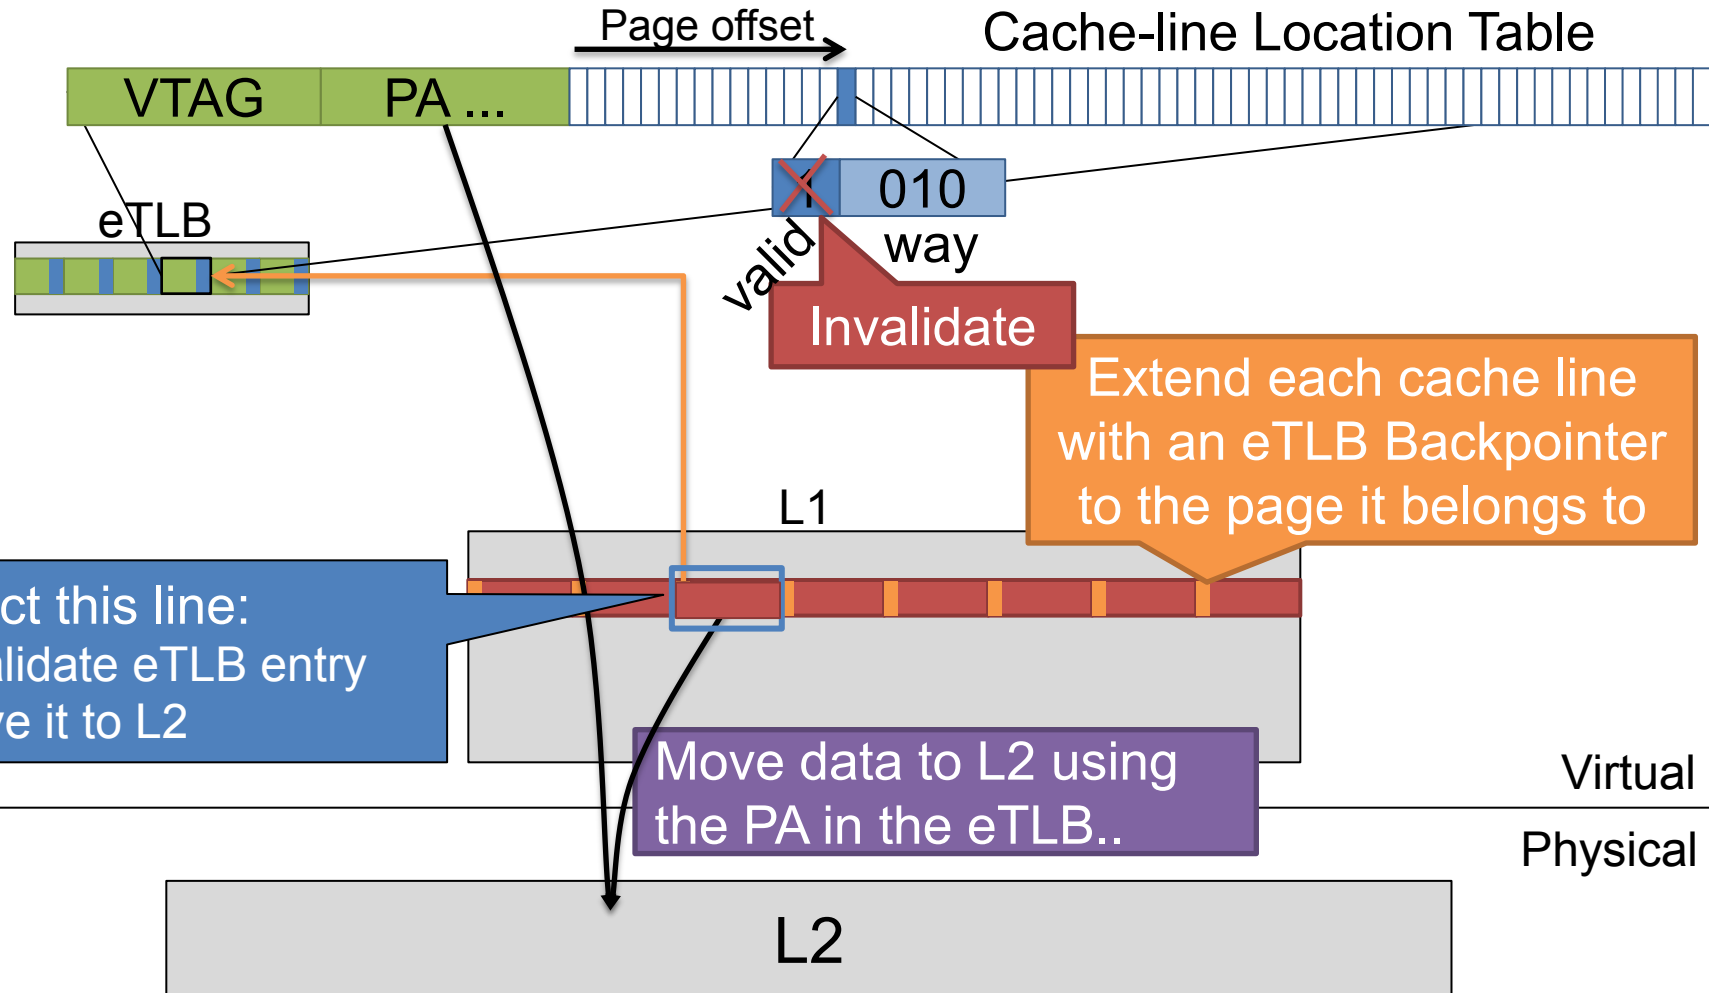 Page offset
Cache-line Location Table
VTAG
PA ...
1
010
eTLB
valid
way
Invalidate
Extend each cache line
with an eTLB Backpointer
to the page it belongs to
L1
ct this line:
alidate eTLB entry
ve it to L2
Move data to L2 using
the PA in the eTLB..
Virtual
Physical
L2